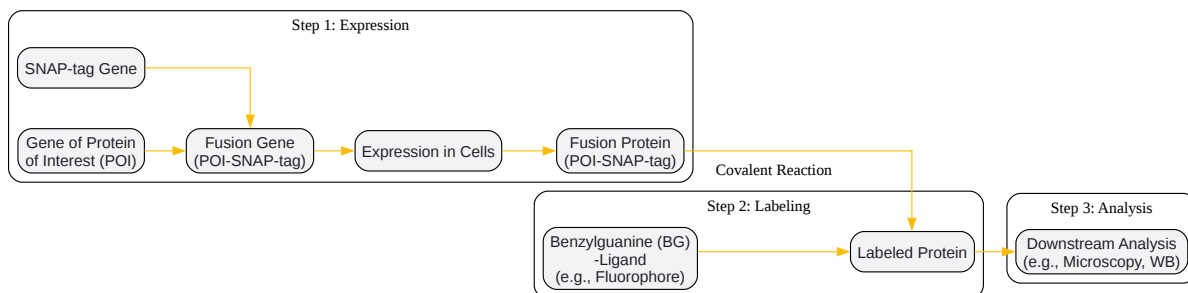 Step 1: Expression
SNAP-tag Gene
Gene of Protein
of Interest (POI)
Fusion Gene
(POI-SNAP-tag)
Expression in Cells
Fusion Protein
(POI-SNAP-tag)
Covalent Reaction
Step 2: Labeling
Benzylguanine (BG)
-Ligand
(e.g., Fluorophore)
Labeled Protein
Step 3: Analysis
Downstream Analysis
(e.g., Microscopy, WB)